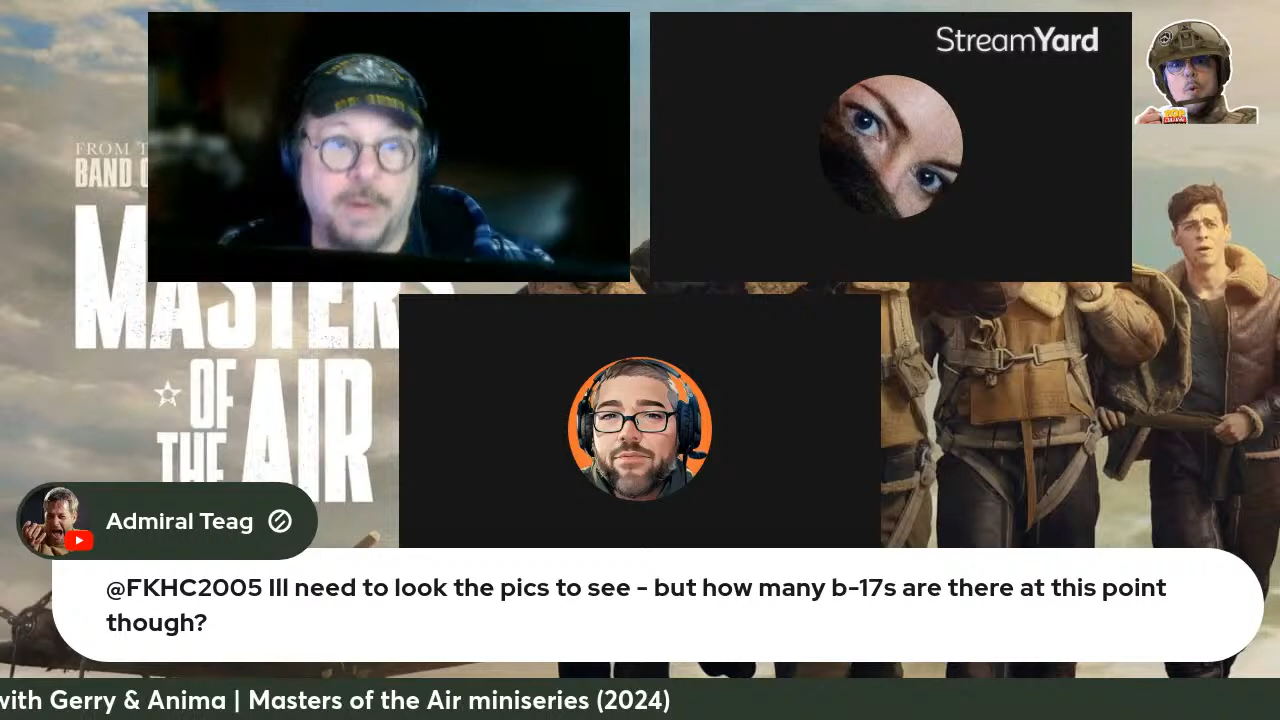 StreamYard
FROM T
BAND O
MASTERS
OF
THE AIR
Admiral Teag
@FKHC2005 Ill need to look the pics to see - but how many b-17s are there at this point
though?
with Gerry & Anima | Masters of the Air miniseries (2024)